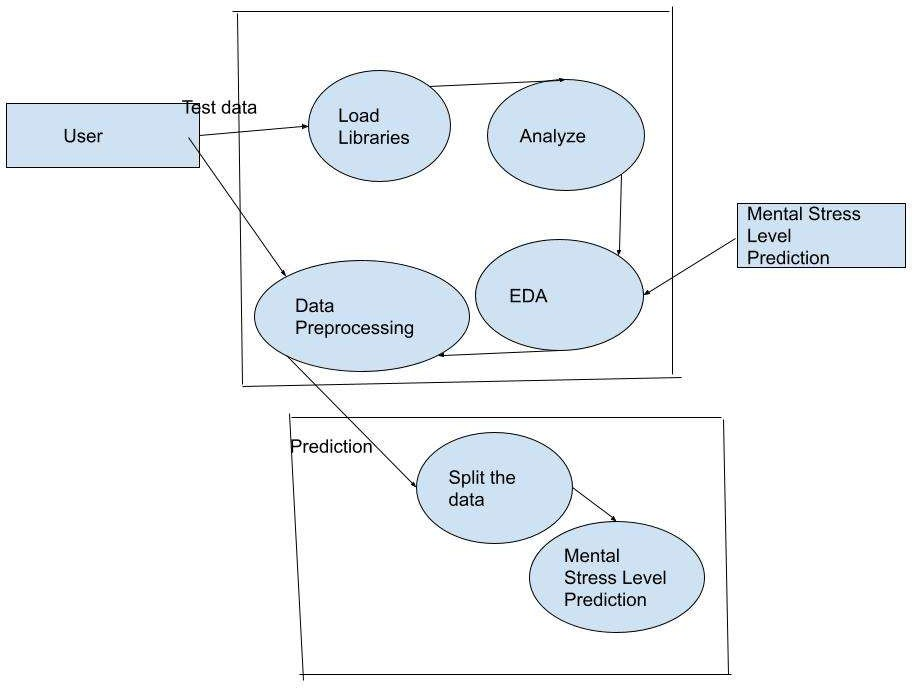 Test data
User
Load
Libraries
Analyze
Mental Stress
Level
Prediction
Data
Preprocessing
EDA
Prediction
Split the
data
Mental
Stress Level
Prediction